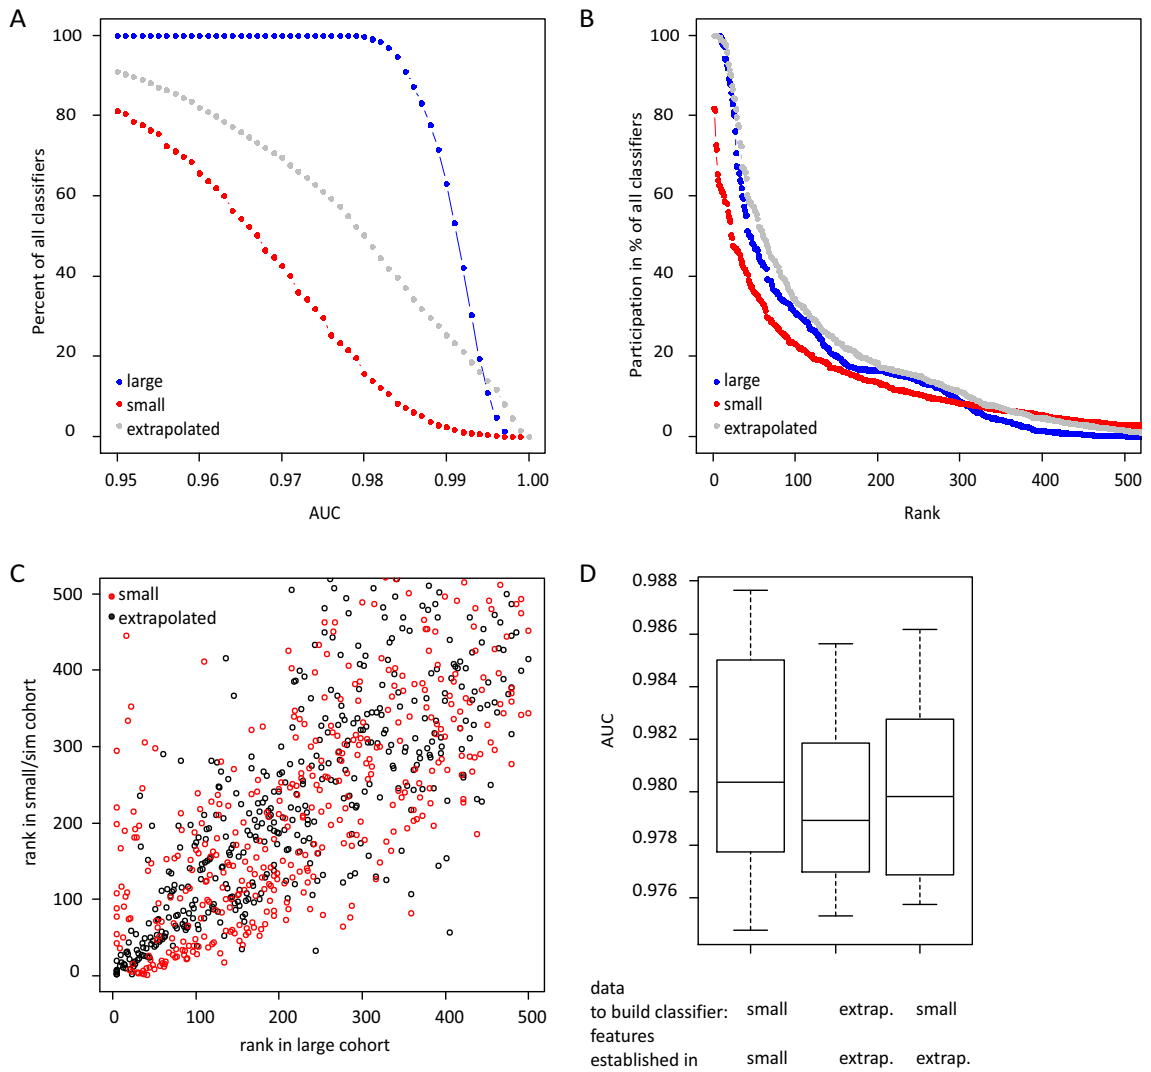 A
Percent of all classifiers
100
80
60
40
20
0
large
small
extrapolated
0.95 0.96 0.97 0.98 0.99 1.00
AUC
B
Participation in % of all classifiers
100
80
60
40
20
0
large
small
extrapolated
0 100 200 300 400 500
Rank
C
rank in small/sim cohort
500
400
300
200
100
0
small
extrapolated
0 100 200 300 400 500
rank in large cohort
D
AUC
0.988
0.986
0.984
0.982
0.980
0.978
0.976
data
to build classifier: small extrap. small
features
established in small extrap. extrap.